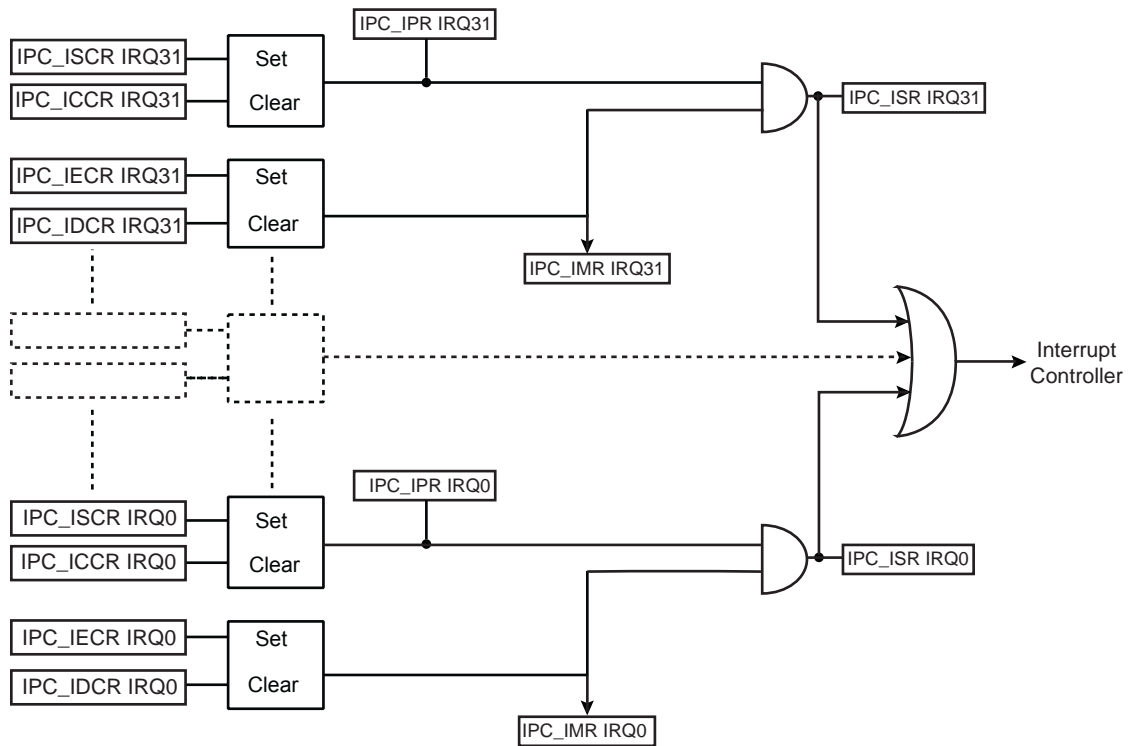 IPC_IPR IRQ31
IPC_ISCR IRQ31
Set
IPC_ICCR IRQ31
Clear
IPC_ISR IRQ31
IPC_IECR IRQ31
Set
IPC_IDCR IRQ31
Clear
IPC_IMR IRQ31
Interrupt
Controller
IPC_IPR IRQ0
IPC_ISCR IRQ0
Set
IPC_ICCR IRQ0
Clear
IPC_ISR IRQ0
IPC_IECR IRQ0
Set
IPC_IDCR IRQ0
Clear
IPC_IMR IRQ0